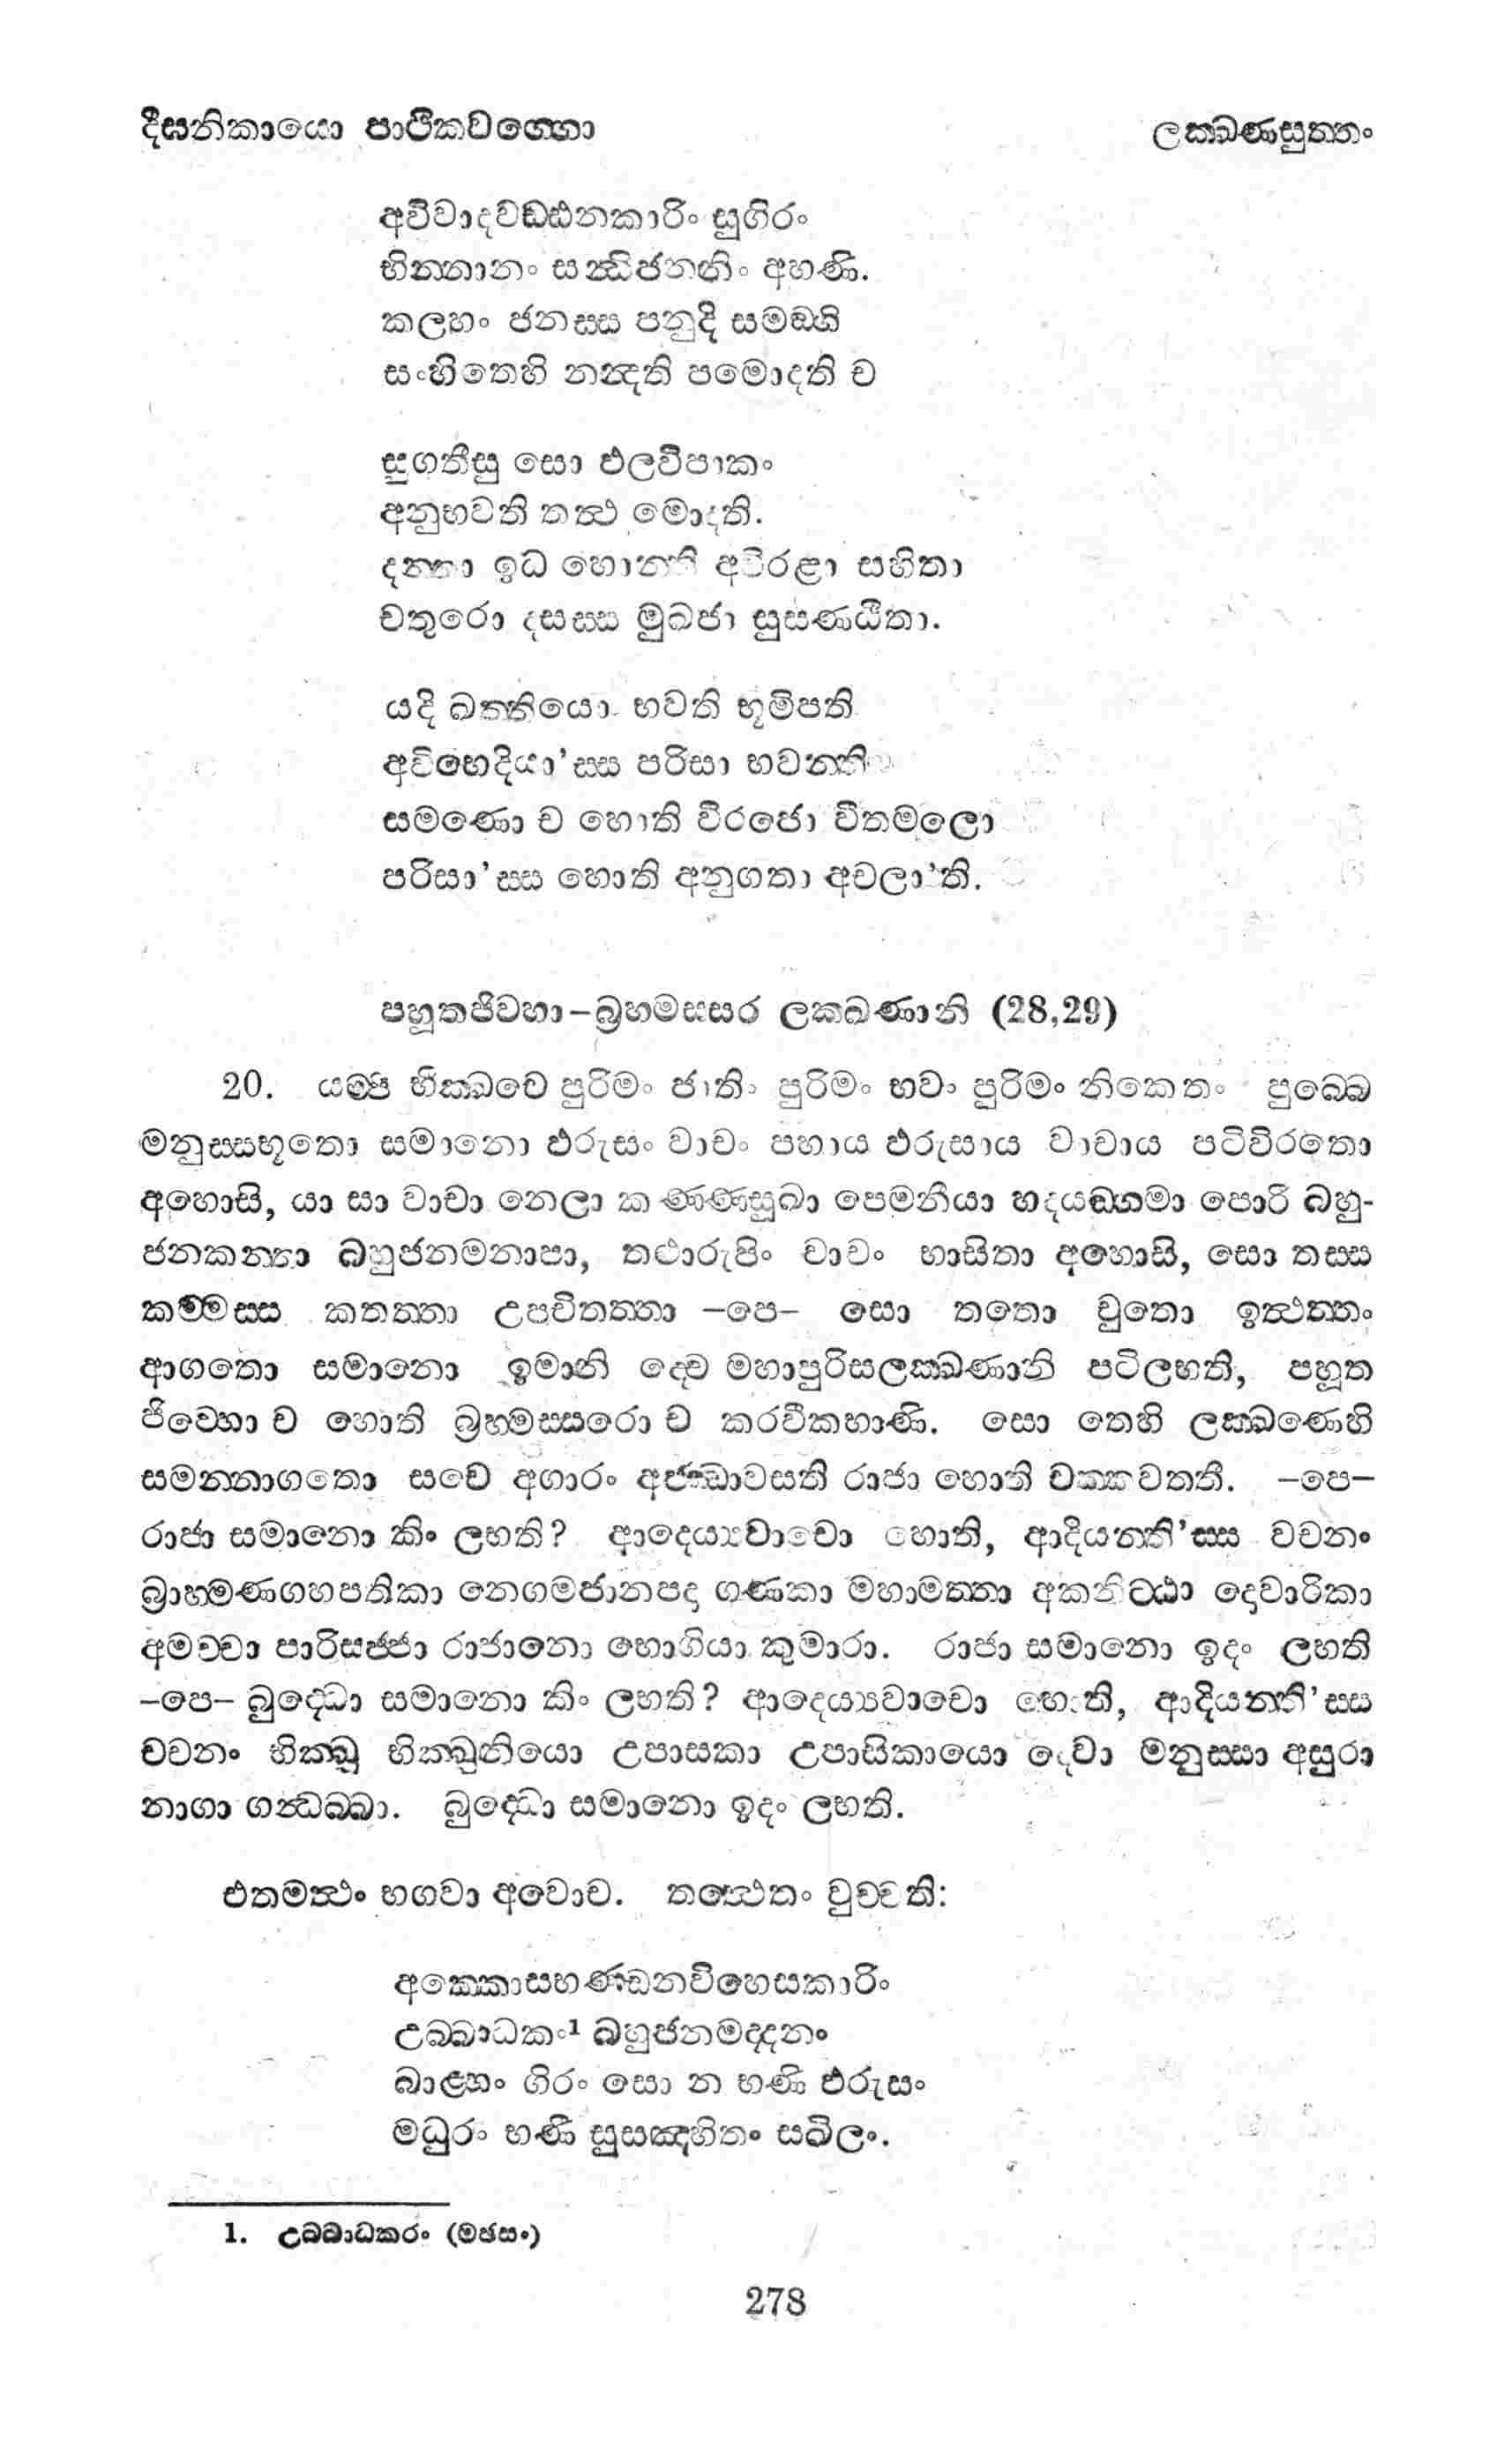 දීඝනිකායො පාථිකවග්ගො
ලක්ඛණසුත්තං
අවිවාදවඩ්ඪනකාරිං සුගිරං
භින්නානං සන්ධිජනනිං අභණි.
කලහං ජනස්ස පනුදි සමඞ්ගි
සංහිතෙහි නන්දති පමොදති ච
සුගතීසු සො ඵලවිපාකං
අනුභවති තත්ථ මොදති.
දන්තා ඉධ හොන්ති අවිරළා සහිතා
චතුරො දසස්ස මුඛජා සුසණ්ඨිතා.
යදි ඛත්තියො භවති භූමිපති
අවිභෙදියා'ස්ස පරිසා භවන්ති
සමණො ච හොති විරජො වීතමලො
පරිසා'ස්ස හොති අනුගතා අචලා'ති.
පහූතජිව්හා-බ්‍රහ්මස්සර ලක්ඛණානි (28,29)
20. යම්පි භික්ඛවෙ පුරිමං ජාතිං පුරිමං භවං පුරිමං නිකෙතං පුබ්බෙ
මනුස්සභූතො සමානො ඵරුසං වාචං පහාය ඵරුසාය වාචාය පටිවිරතො
අහොසි, යා සා වාචා නෙලා කණ්ණසුඛා පෙමනීයා හදයඞ්ගමා පොරී බහු-
ජනකන්තා බහුජනමනාපා, තථාරූපිං වාචං භාසිතා අහොසි, සො තස්ස
කම්මස්ස කතත්තා උපචිතත්තා -පෙ- සො තතො චුතො ඉත්ථත්තං
ආගතො සමානො ඉමානි ද්වෙ මහාපුරිසලක්ඛණානි පටිලභති, පහූත
ජිව්හො ච හොති බ්‍රහ්මස්සරො ච කරවීකභාණි. සො තෙහි ලක්ඛණෙහි
සමන්නාගතො සචෙ අගාරං අජ්ඣාවසති රාජා හොති චක්කවත්තී. -පෙ-
රාජා සමානො කිං ලභති? ආදෙය්‍යවාචො හොති, ආදියන්ති'ස්ස වචනං
බ්‍රාහ්මණගහපතිකා නෙගමජානපදා ගණකා මහාමත්තා අකනිට්ඨා දොවාරිකා
අමච්චා පාරිසජ්ජා රාජානො භොගියා කුමාරා. රාජා සමානො ඉදං ලභති
-පෙ- බුද්ධො සමානො කිං ලභති? ආදෙය්‍යවාචො හොති, ආදියන්ති'ස්ස
වචනං භික්ඛූ භික්ඛුනියො උපාසකා උපාසිකායො දෙවා මනුස්සා අසුරා
නාගා ගන්ධබ්බා. බුද්ධො සමානො ඉදං ලභති.
එතමත්ථං භගවා අවොච. තත්ථෙතං වුච්චති:
අක්කොසභණ්ඩනවිහෙසකාරිං
උබ්බාධකං¹ බහුජනමද්දනං
බාළ්හං ගිරං සො න භණි ඵරුසං
මධුරං භණී සුසඤ්හිතං සඛිලං.
1. උබ්බාධකරං (මඡසං)
278